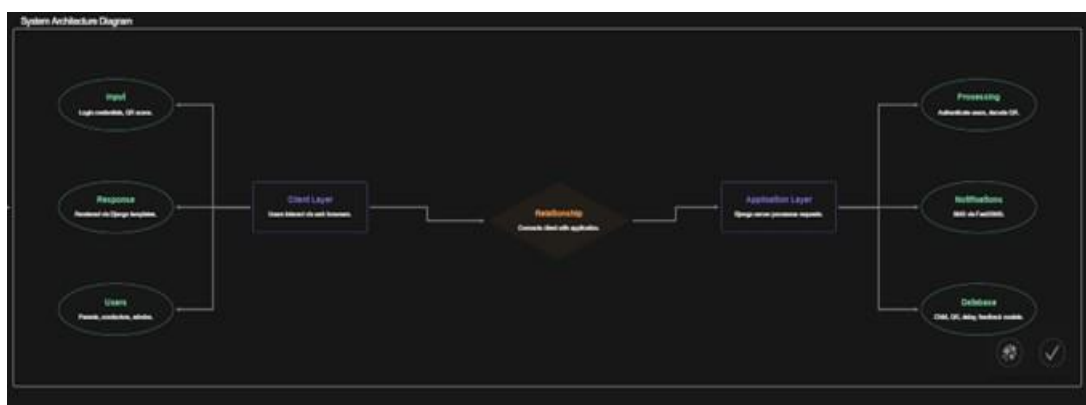 System Architecture Diagram
Input
Login credentials, QR scans.
Response
Rendered via Django templates.
Users
Parents, conductors, admins.
Client Layer
Users interact via web browsers.
Relationship
Connects client with application.
Application Layer
Django server processes requests.
Processing
Authenticate users, decode QR.
Notifications
SMS via Fast2SMS.
Database
Child, QR, delay, feedback models.